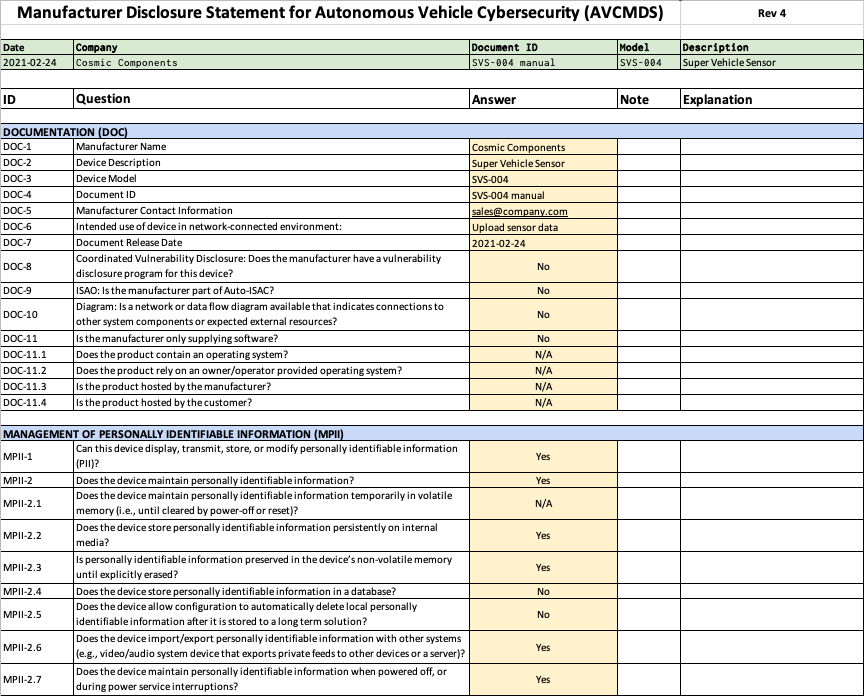 Manufacturer Disclosure Statement for Autonomous Vehicle Cybersecurity (AVCMDS) Rev 4
Date Company Document ID Model Description
2021-02-24 Cosmic Components SVS-004 manual SVS-004 Super Vehicle Sensor
ID Question Answer Note Explanation
DOCUMENTATION (DOC)
DOC-1 Manufacturer Name Cosmic Components
DOC-2 Device Description Super Vehicle Sensor
DOC-3 Device Model SVS-004
DOC-4 Document ID SVS-004 manual
DOC-5 Manufacturer Contact Information sales@company.com
DOC-6 Intended use of device in network-connected environment: Upload sensor data
DOC-7 Document Release Date 2021-02-24
DOC-8 Coordinated Vulnerability Disclosure: Does the manufacturer have a vulnerability
disclosure program for this device? No
DOC-9 ISAO: Is the manufacturer part of Auto-ISAC? No
DOC-10 Diagram: Is a network or data flow diagram available that indicates connections to
other system components or expected external resources? No
DOC-11 Is the manufacturer only supplying software? No
DOC-11.1 Does the product contain an operating system? N/A
DOC-11.2 Does the product rely on an owner/operator provided operating system? N/A
DOC-11.3 Is the product hosted by the manufacturer? N/A
DOC-11.4 Is the product hosted by the customer? N/A
MANAGEMENT OF PERSONALLY IDENTIFIABLE INFORMATION (MPII)
MPII-1 Can this device display, transmit, store, or modify personally identifiable information
(PII)? Yes
MPII-2 Does the device maintain personally identifiable information? Yes
MPII-2.1 Does the device maintain personally identifiable information temporarily in volatile
memory (i.e., until cleared by power-off or reset)? N/A
MPII-2.2 Does the device store personally identifiable information persistently on internal
media? Yes
MPII-2.3 Is personally identifiable information preserved in the device's non-volatile memory
until explicitly erased? Yes
MPII-2.4 Does the device store personally identifiable information in a database? No
MPII-2.5 Does the device allow configuration to automatically delete local personally
identifiable information after it is stored to a long term solution? No
MPII-2.6 Does the device import/export personally identifiable information with other systems
(e.g., video/audio system device that exports private feeds to other devices or a server)? Yes
MPII-2.7 Does the device maintain personally identifiable information when powered off, or
during power service interruptions? Yes